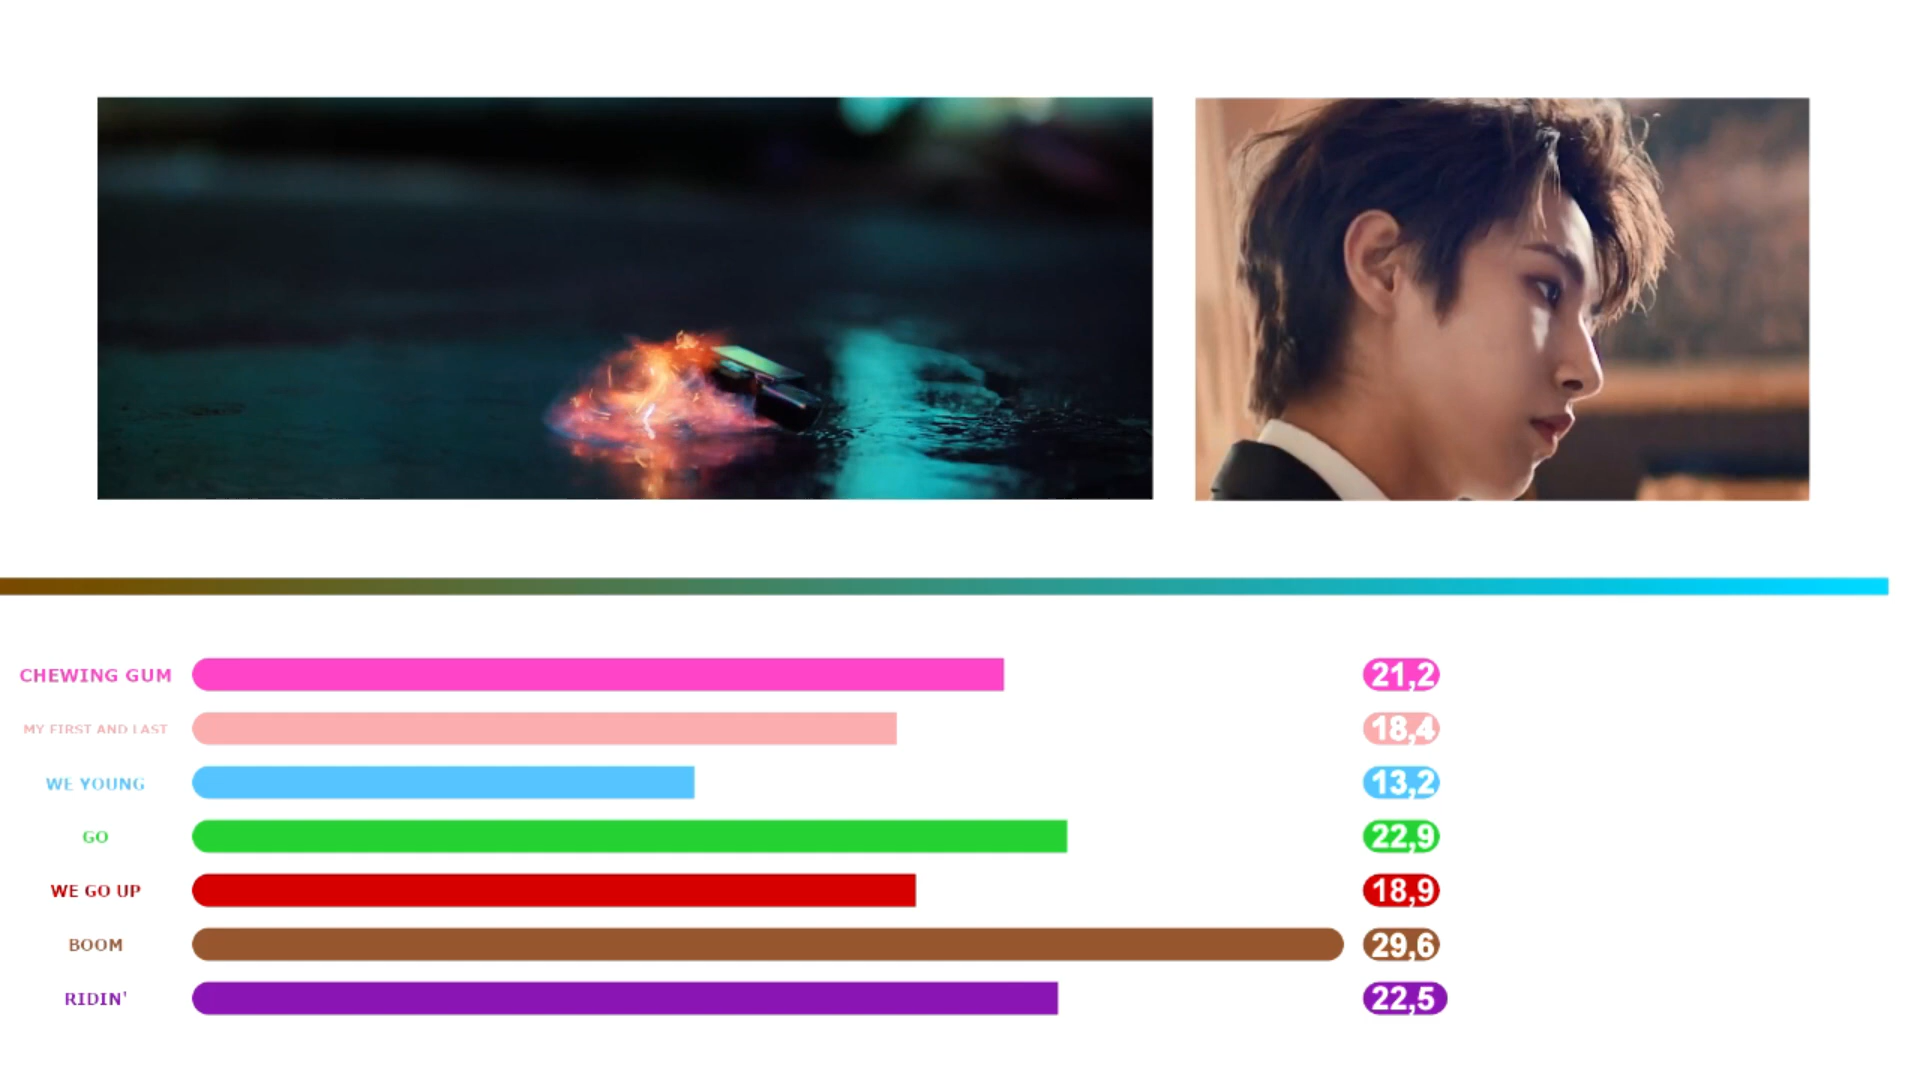 CHEWING GUM 21,2
MY FIRST AND LAST 18,4
WE YOUNG 13,2
GO 22,9
WE GO UP 18,9
BOOM 29,6
RIDIN' 22,5